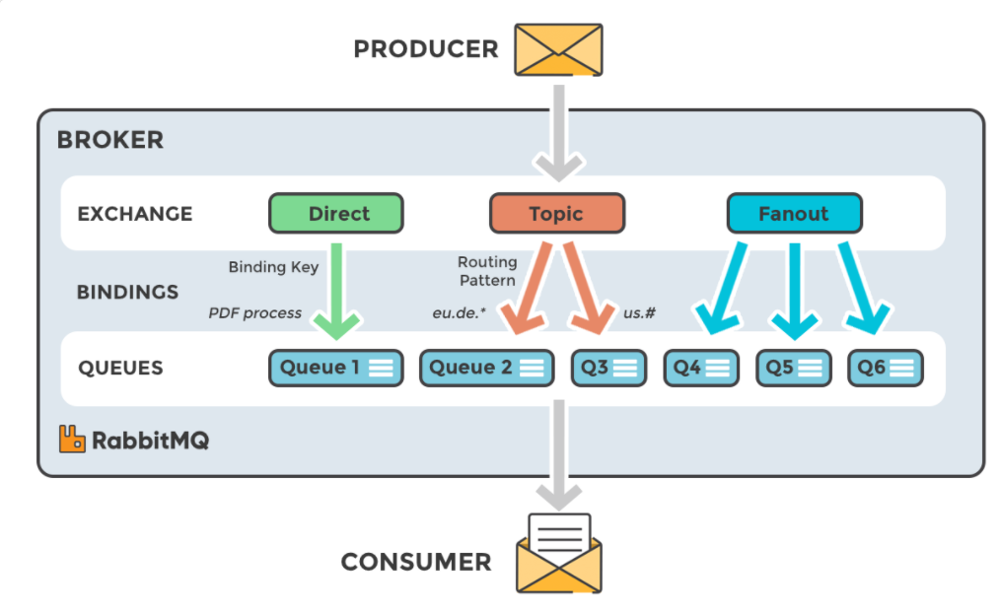 PRODUCER
BROKER
EXCHANGE
Direct
Topic
Fanout
Binding Key
Routing
Pattern
BINDINGS
PDF process
eu.de.*
us.#
QUEUES
Queue 1
Queue 2
Q3
Q4
Q5
Q6
RabbitMQ
CONSUMER